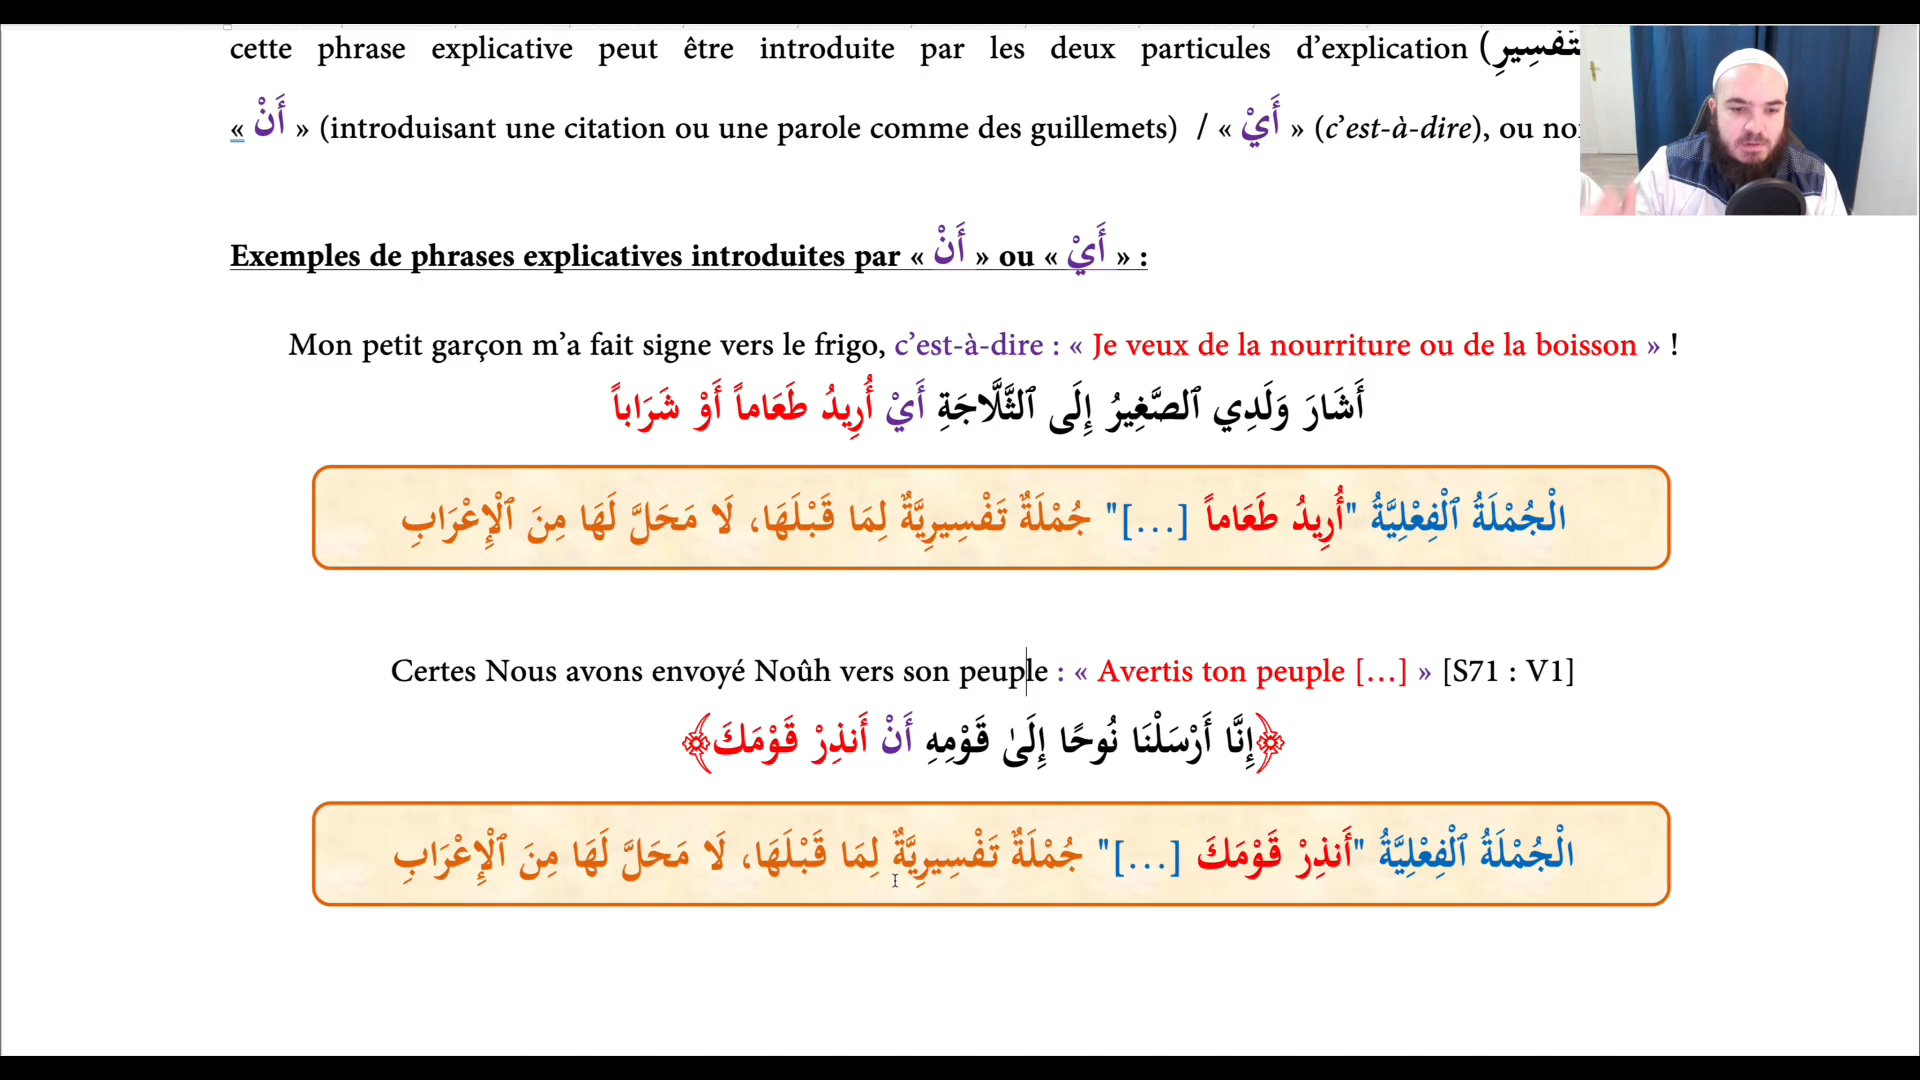 cette phrase explicative peut être introduite par les deux particules d’explication (
« أَنْ » (introduisant une citation ou une parole comme des guillemets) / « أَيْ » (c’est-à-dire), ou
Exemples de phrases explicatives introduites par « أَنْ » ou « أَيْ » :
Mon petit garçon m’a fait signe vers le frigo, c’est-à-dire : « Je veux de la nourriture ou de la boisson » !
أَشَارَ وَلَدِي ٱلصَّغِيرُ إِلَى ٱلثَّلَّاجَةِ أَيْ أُرِيدُ طَعَاماً أَوْ شَرَاباً
الْجُمْلَةُ ٱلْفِعْلِيَّةُ "أُرِيدُ طَعَاماً [...]" جُمْلَةٌ تَفْسِيرِيَّةٌ لِمَا قَبْلَهَا، لَا مَحَلَّ لَهَا مِنَ ٱلْإِعْرَابِ
Certes Nous avons envoyé Noûh vers son peuple : « Avertis ton peuple […] » [S71 : V1]
﴿إِنَّا أَرْسَلْنَا نُوحًا إِلَىٰ قَوْمِهِ أَنْ أَنذِرْ قَوْمَكَ﴾
الْجُمْلَةُ ٱلْفِعْلِيَّةُ "أَنذِرْ قَوْمَكَ [...]" جُمْلَةٌ تَفْسِيرِيَّةٌ لِمَا قَبْلَهَا، لَا مَحَلَّ لَهَا مِنَ ٱلْإِعْرَابِ